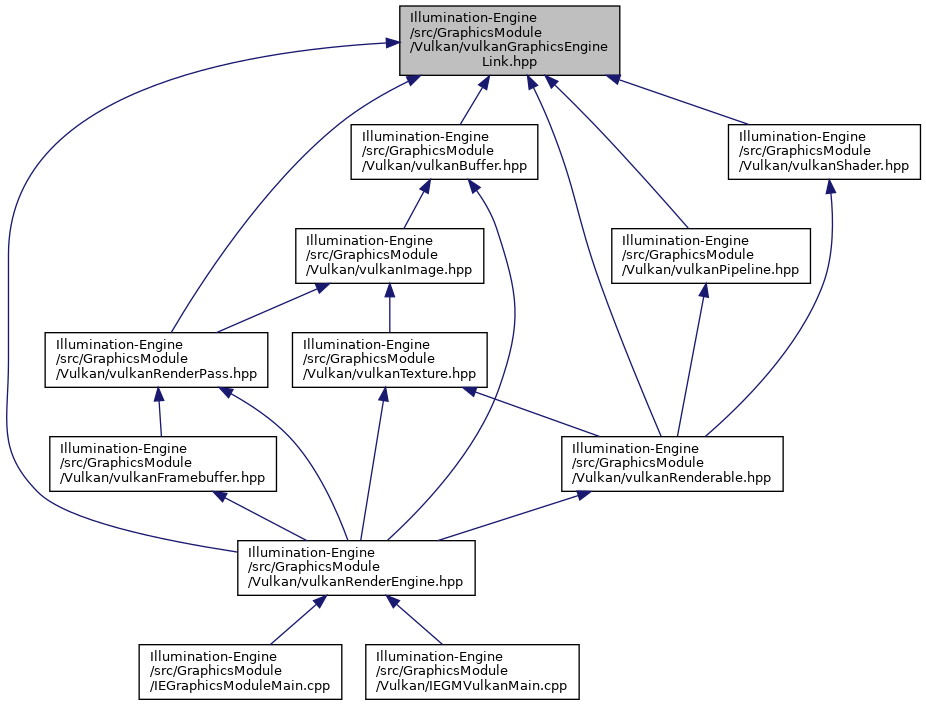 Illumination-Engine
/src/GraphicsModule
/Vulkan/vulkanGraphicsEngine
Link.hpp
Illumination-Engine
/src/GraphicsModule
/Vulkan/vulkanBuffer.hpp
Illumination-Engine
/src/GraphicsModule
/Vulkan/vulkanShader.hpp
Illumination-Engine
/src/GraphicsModule
/Vulkan/vulkanImage.hpp
Illumination-Engine
/src/GraphicsModule
/Vulkan/vulkanPipeline.hpp
Illumination-Engine
/src/GraphicsModule
/Vulkan/vulkanRenderPass.hpp
Illumination-Engine
/src/GraphicsModule
/Vulkan/vulkanTexture.hpp
Illumination-Engine
/src/GraphicsModule
/Vulkan/vulkanFramebuffer.hpp
Illumination-Engine
/src/GraphicsModule
/Vulkan/vulkanRenderable.hpp
Illumination-Engine
/src/GraphicsModule
/Vulkan/vulkanRenderEngine.hpp
Illumination-Engine
/src/GraphicsModule
/IEGraphicsModuleMain.cpp
Illumination-Engine
/src/GraphicsModule
/Vulkan/IEGMVulkanMain.cpp